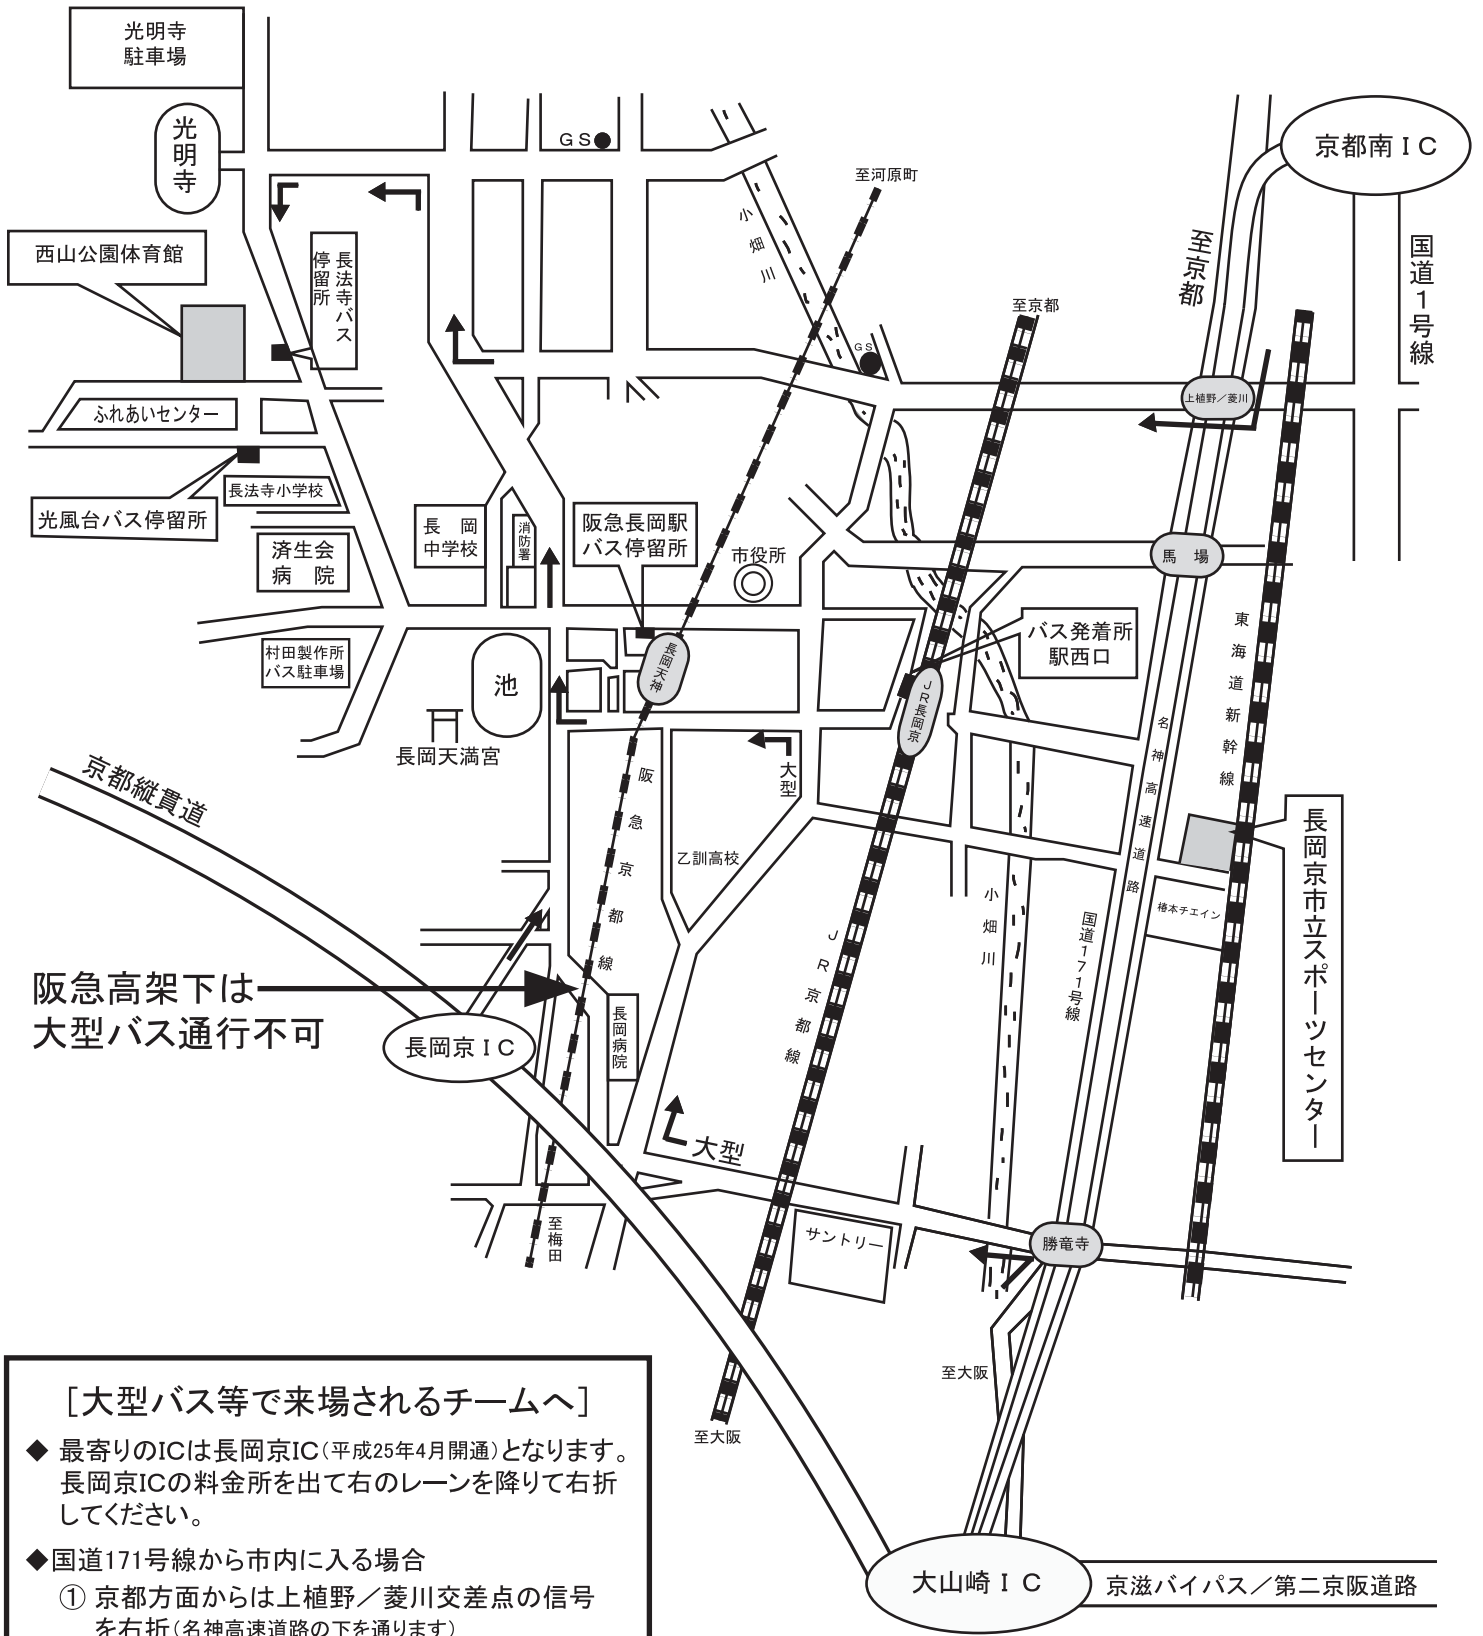 光明寺
駐車場
光明寺
西山公園体育館
長法寺バス
停留所
ふれあいセンター
光風台バス停留所
長法寺小学校
済生会
病　院
村田製作所
バス駐車場
GS
小畑川
至河原町
至京都
GS
至京都
京都南IC
国道1号線
上植野／菱川
長　岡
中学校
消防署
阪急長岡駅
バス停留所
市役所
馬　場
東海道新幹線
バス発着所
駅西口
長岡天神
JR長岡京
池
長岡天満宮
大型
阪急京都線
乙訓高校
名神高速道路
長岡京市立スポーツセンター
椿本チエイン
京都縦貫道
小畑川
国道171号線
JR京都線
阪急高架下は
大型バス通行不可
長岡京IC
長岡病院
大型
サントリー
勝竜寺
至梅田
至大阪
至大阪
大山崎IC
京滋バイパス／第二京阪道路
［大型バス等で来場されるチームへ］
◆ 最寄りのICは長岡京IC（平成25年4月開通）となります。
長岡京ICの料金所を出て右のレーンを降りて右折
してください。
◆国道171号線から市内に入る場合
① 京都方面からは上植野／菱川交差点の信号
を右折（名神高速道路の下を通ります）